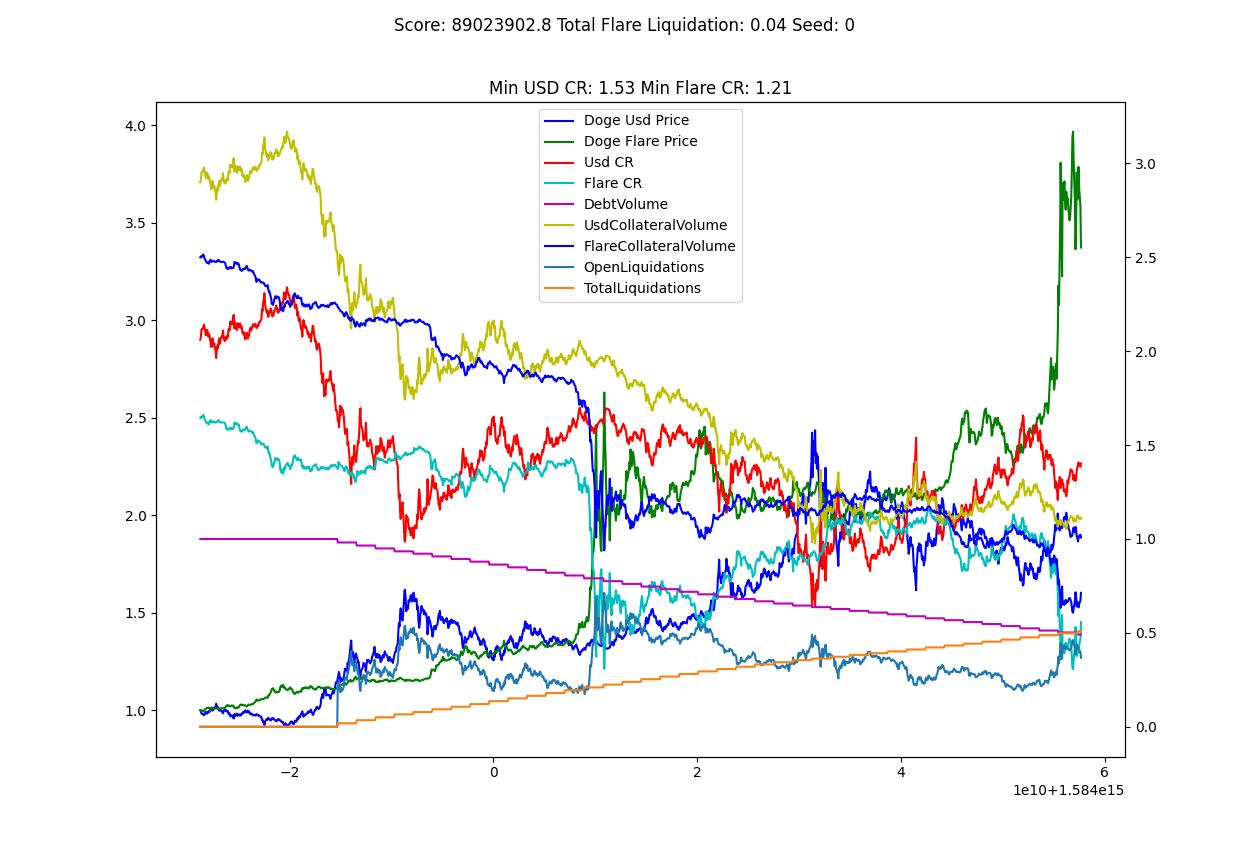 Score: 89023902.8 Total Flare Liquidation: 0.04 Seed: 0
Min USD CR: 1.53 Min Flare CR: 1.21
4.0
3.5
3.0
2.5
2.0
1.5
1.0
Doge Usd Price
Doge Flare Price
Usd CR
Flare CR
DebtVolume
UsdCollateralVolume
FlareCollateralVolume
OpenLiquidations
TotalLiquidations
3.0
2.5
2.0
1.5
1.0
0.5
0.0
−2 0 2 4 6
1e10+1.584e15